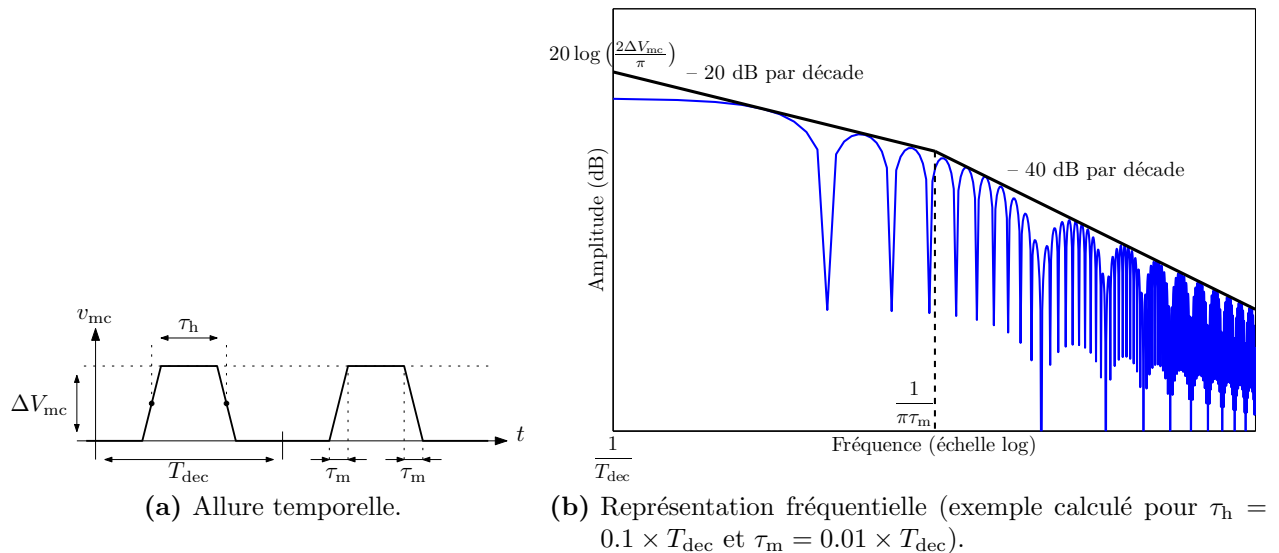 v_mc
τ_h
ΔV_mc
t
T_dec
τ_m
τ_m
(a) Allure temporelle.
20 log (2ΔV_mc/π)
– 20 dB par décade
– 40 dB par décade
Amplitude (dB)
1/(πτ_m)
1/T_dec
Fréquence (échelle log)
(b) Représentation fréquentielle (exemple calculé pour τ_h =
0.1 × T_dec et τ_m = 0.01 × T_dec).